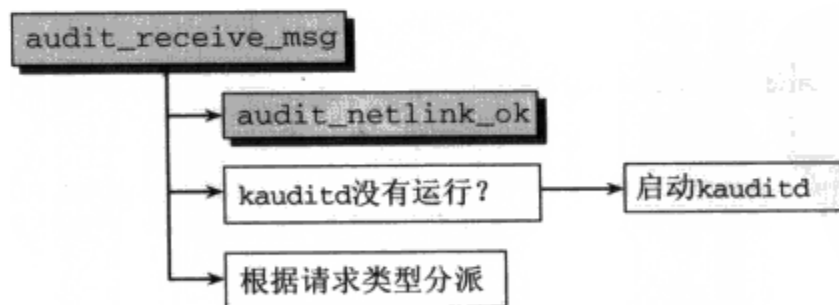 audit_receive_msg
audit_netlink_ok
kauditd没有运行?
启动kauditd
根据请求类型分派